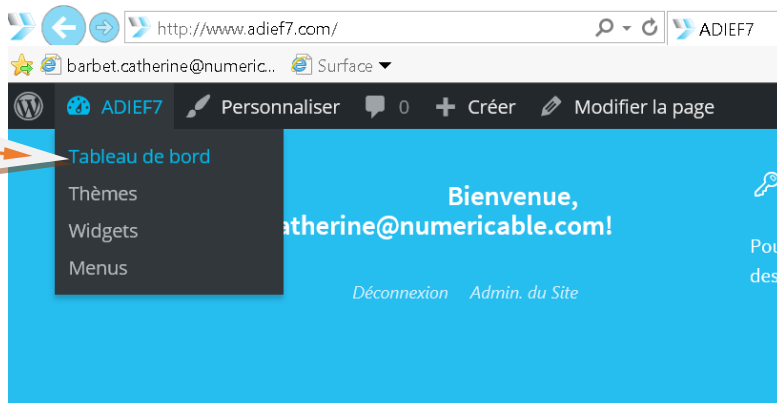 http://www.adief7.com/
ADIEF7
barbet.catherine@numeric... Surface
ADIEF7 Personnaliser 0 Créer Modifier la page
Tableau de bord
Thèmes
Widgets
Menus
Bienvenue,
atherine@numericable.com!
Déconnexion Admin. du Site
Pou
des